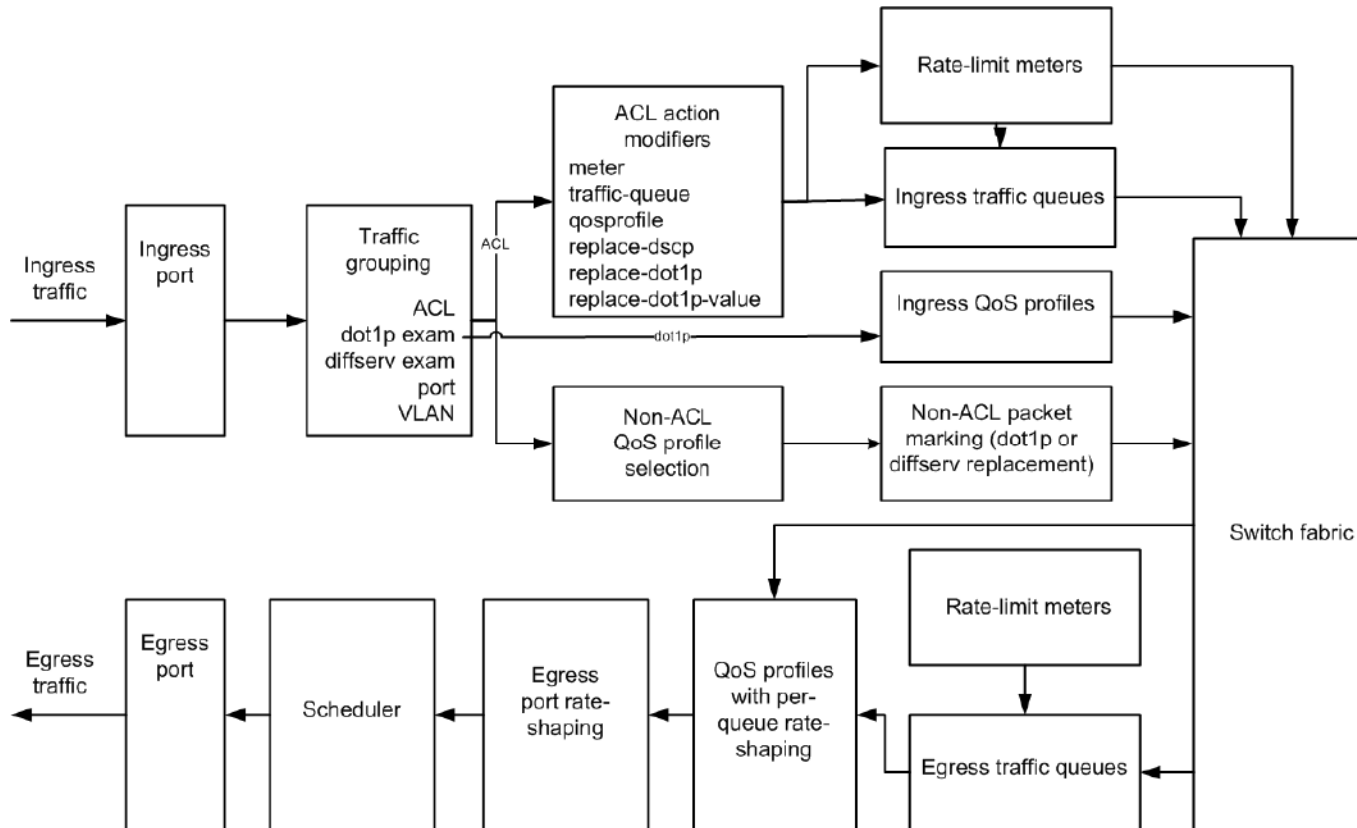 Ingress
traffic
Ingress
port
Traffic
grouping
ACL
dot1p exam
diffserv exam
port
VLAN
ACL
dot1p
ACL action
modifiers
meter
traffic-queue
qosprofile
replace-dscp
replace-dot1p
replace-dot1p-value
Rate-limit meters
Ingress traffic queues
Ingress QoS profiles
Non-ACL
QoS profile
selection
Non-ACL packet
marking (dot1p or
diffserv replacement)
Switch fabric
Egress
traffic
Egress
port
Scheduler
Egress
port rate-
shaping
QoS profiles
with per-
queue rate-
shaping
Rate-limit meters
Egress traffic queues